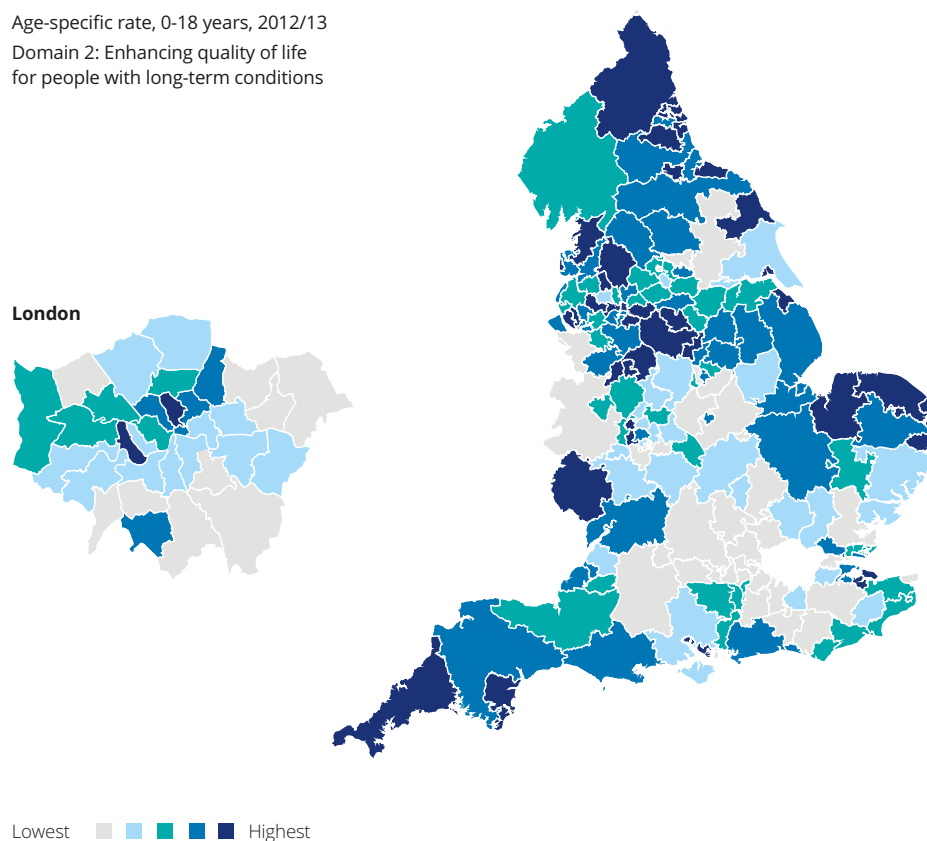 Age-specific rate, 0-18 years, 2012/13
Domain 2: Enhancing quality of life
for people with long-term conditions
London
Lowest Highest